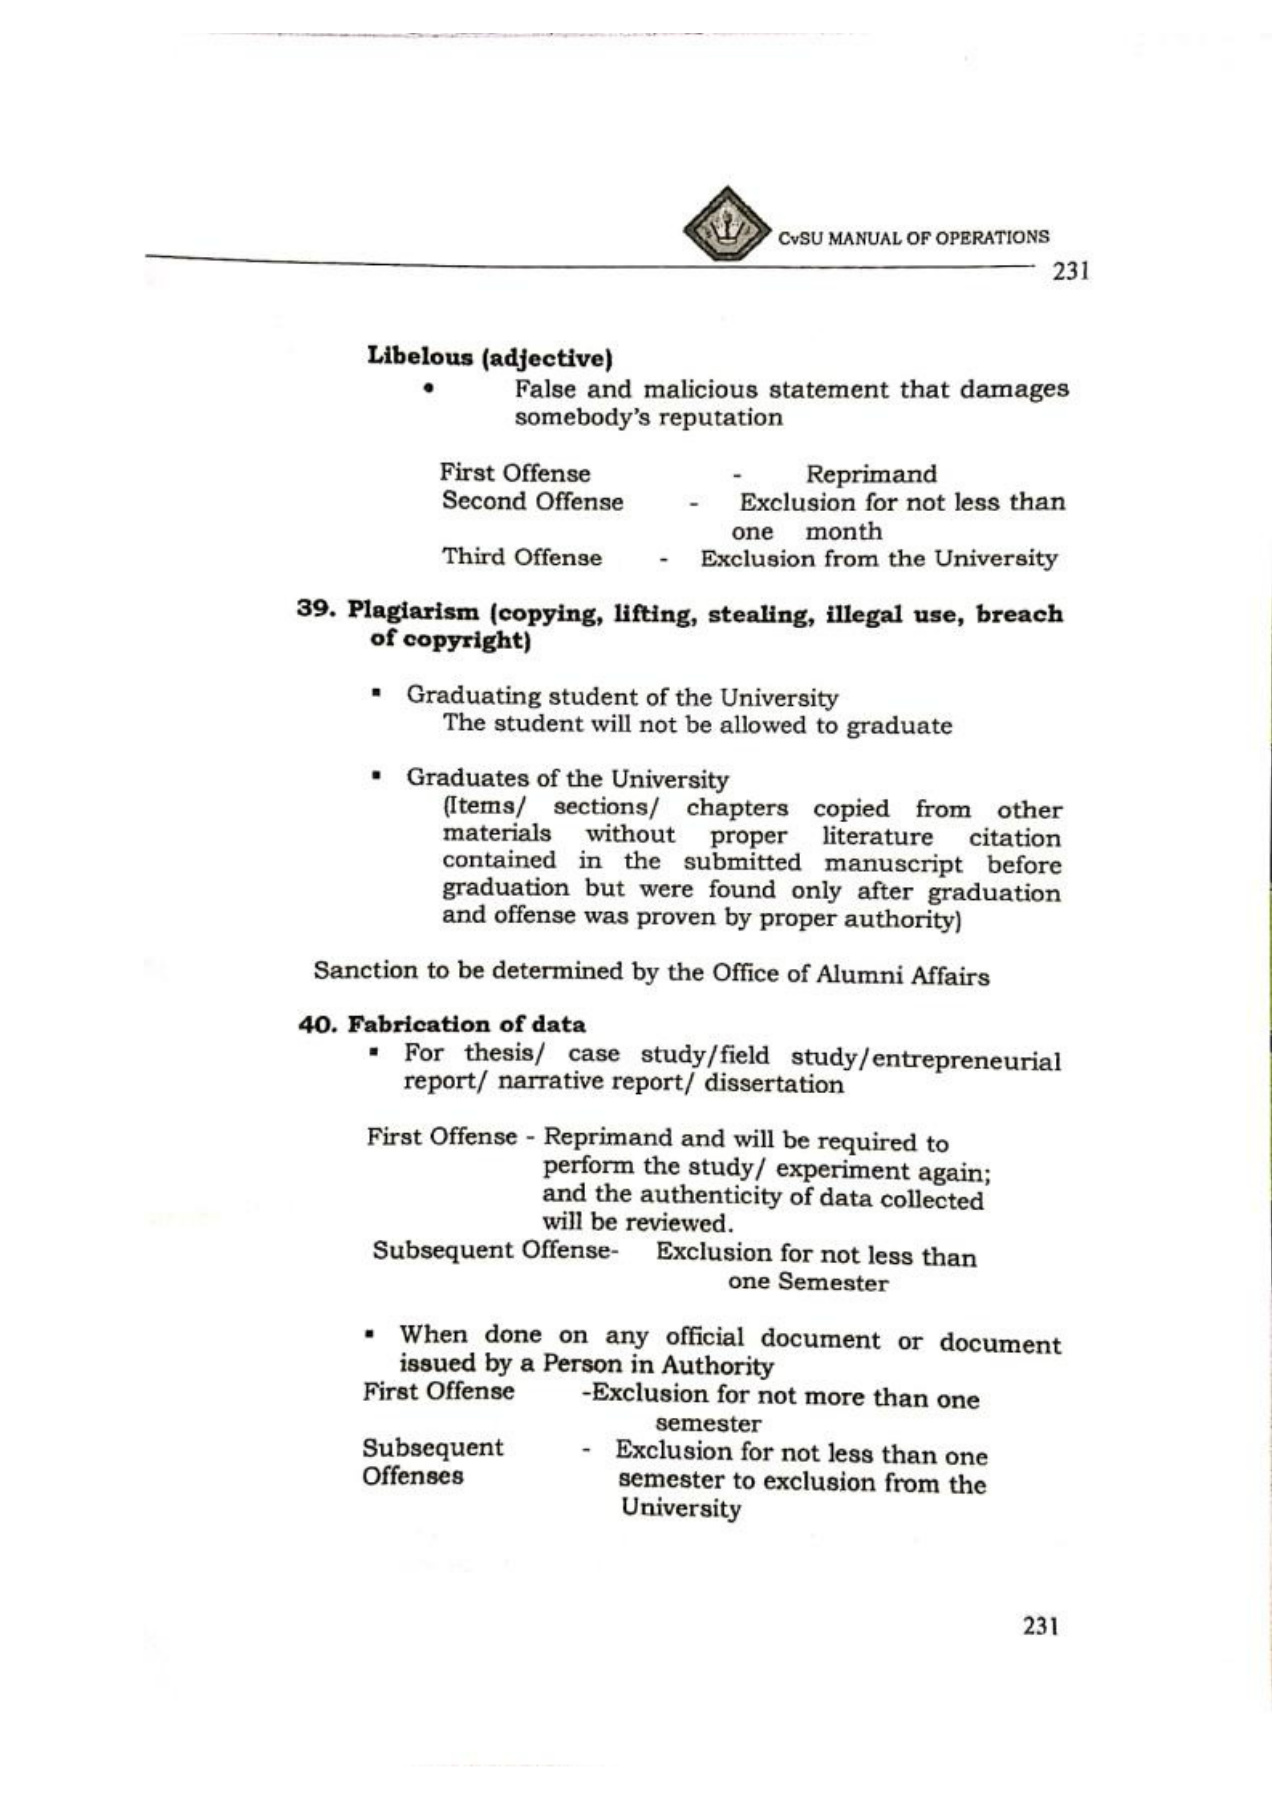 CvSU MANUAL OF OPERATIONS
231
Libelous (adjective)
• False and malicious statement that damages
somebody's reputation
First Offense - Reprimand
Second Offense - Exclusion for not less than
one month
Third Offense - Exclusion from the University
39. Plagiarism (copying, lifting, stealing, illegal use, breach
of copyright)
▪ Graduating student of the University
The student will not be allowed to graduate
▪ Graduates of the University
(Items/ sections/ chapters copied from other
materials without proper literature citation
contained in the submitted manuscript before
graduation but were found only after graduation
and offense was proven by proper authority)
Sanction to be determined by the Office of Alumni Affairs
40. Fabrication of data
▪ For thesis/ case study/field study/entrepreneurial
report/ narrative report/ dissertation
First Offense - Reprimand and will be required to
perform the study/ experiment again;
and the authenticity of data collected
will be reviewed.
Subsequent Offense- Exclusion for not less than
one Semester
▪ When done on any official document or document
issued by a Person in Authority
First Offense -Exclusion for not more than one
semester
Subsequent - Exclusion for not less than one
Offenses semester to exclusion from the
University
231